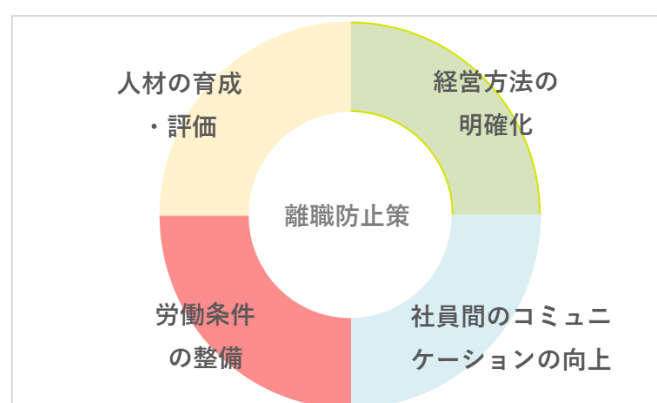 人材の育成
・評価
経営方法の
明確化
離職防止策
労働条件
の整備
社員間のコミュニ
ケーションの向上